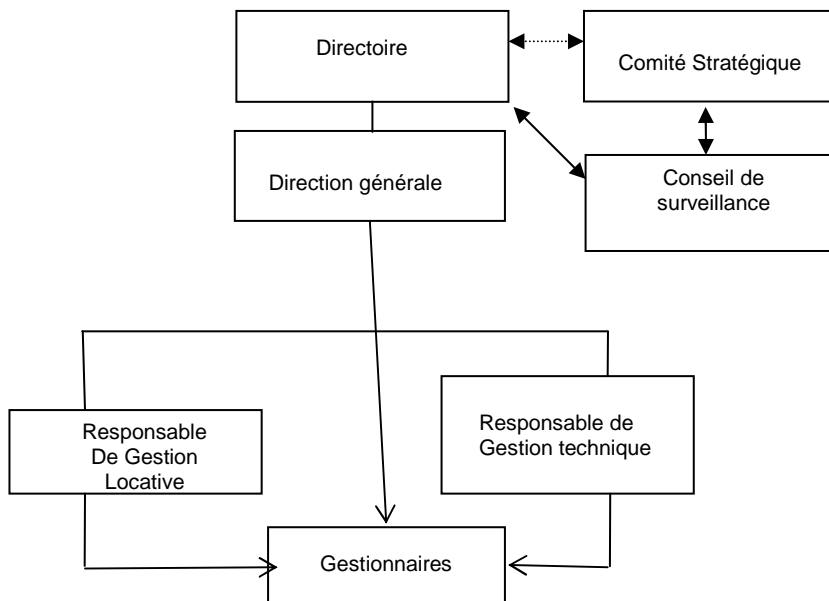 Directoire
Comité Stratégique
Direction générale
Conseil de
surveillance
Responsable
De Gestion
Locative
Responsable de
Gestion technique
Gestionnaires